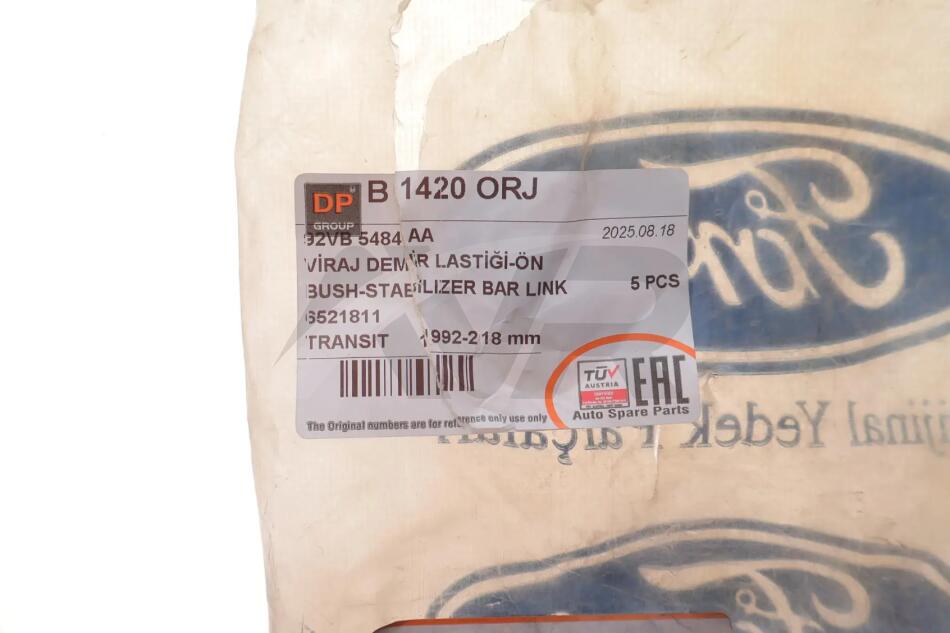 DP
GROUP
B 1420 ORJ
92VB 5484 AA
2025.08.18
VİRAJ DEMİR LASTİĞİ-ÖN
BUSH-STABILIZER BAR LINK
5 PCS
6521811
TRANSIT 1992-218 mm
TÜV
AUSTRIA
EAC
Auto Spare Parts
The Original numbers are for reference only use only
Ford
Orijinal Yedek Parçaları